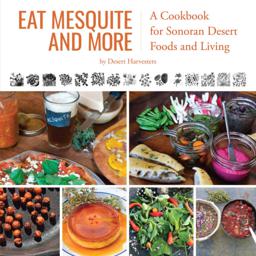 EAT MESQUITE
AND MORE
A Cookbook
for Sonoran Desert
Foods and Living
by Desert Harvesters